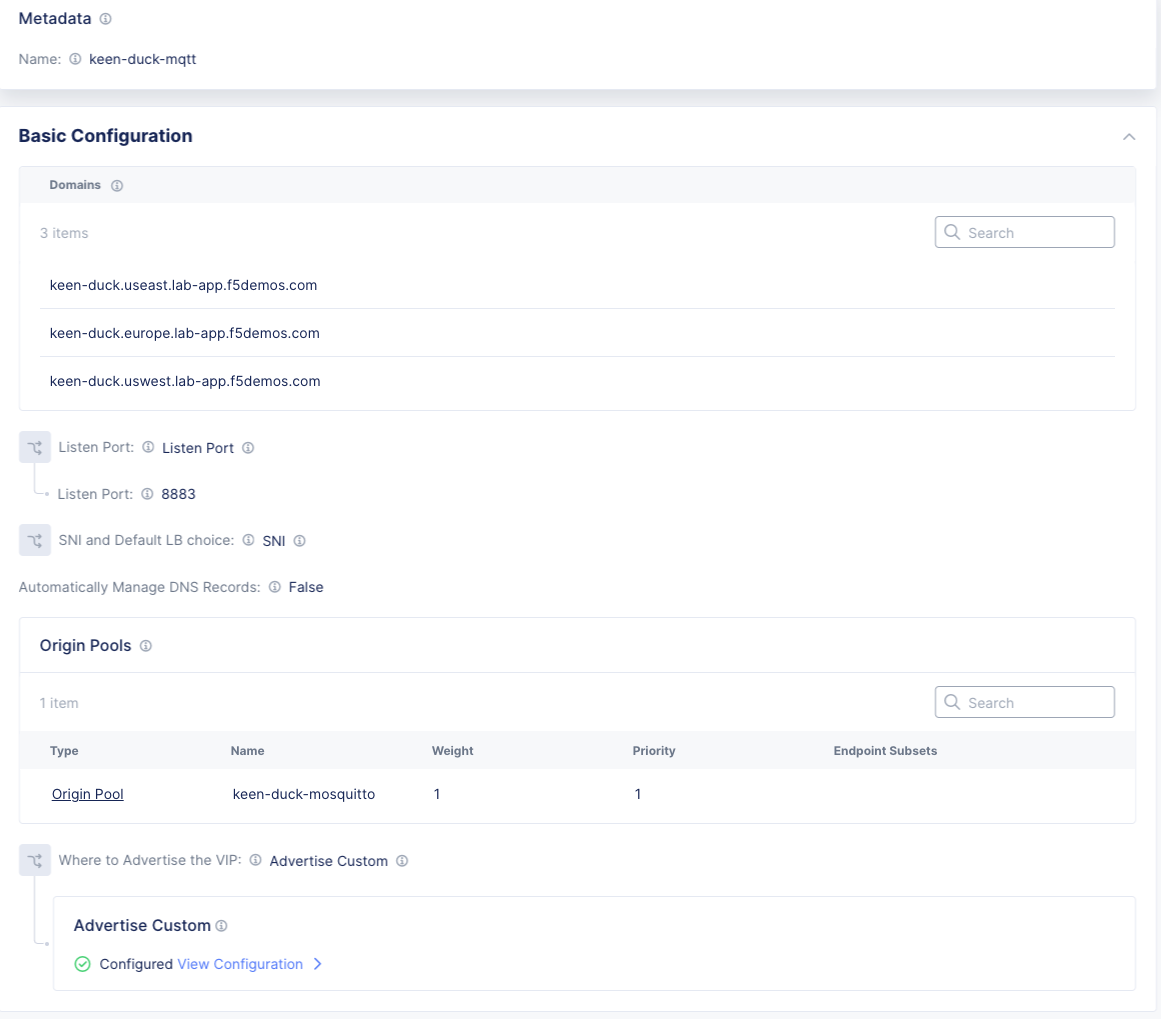 Metadata
Name: keen-duck-mqtt
Basic Configuration
Domains
3 items
Search
keen-duck.useast.lab-app.f5demos.com
keen-duck.europe.lab-app.f5demos.com
keen-duck.uswest.lab-app.f5demos.com
Listen Port: Listen Port
Listen Port: 8883
SNI and Default LB choice: SNI
Automatically Manage DNS Records: False
Origin Pools
1 item
Search
Type Name Weight Priority Endpoint Subsets
Origin Pool keen-duck-mosquitto 1 1
Where to Advertise the VIP: Advertise Custom
Advertise Custom
Configured View Configuration